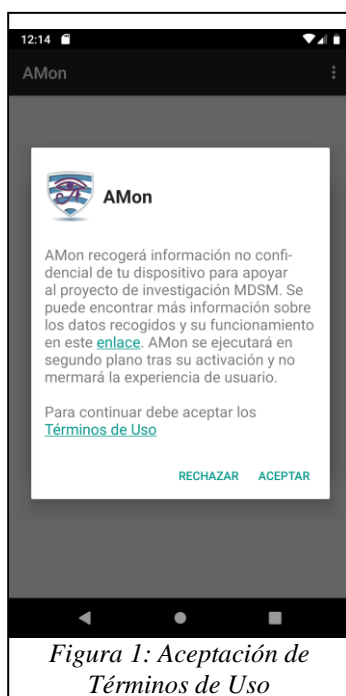 12:14
AMon
AMon
AMon recogerá información no confi-
dencial de tu dispositivo para apoyar
al proyecto de investigación MDSM. Se
puede encontrar más información sobre
los datos recogidos y su funcionamiento
en este enlace. AMon se ejecutará en
segundo plano tras su activación y no
mermará la experiencia de usuario.
Para continuar debe aceptar los
Términos de Uso
RECHAZAR ACEPTAR
Figura 1: Aceptación de
Términos de Uso